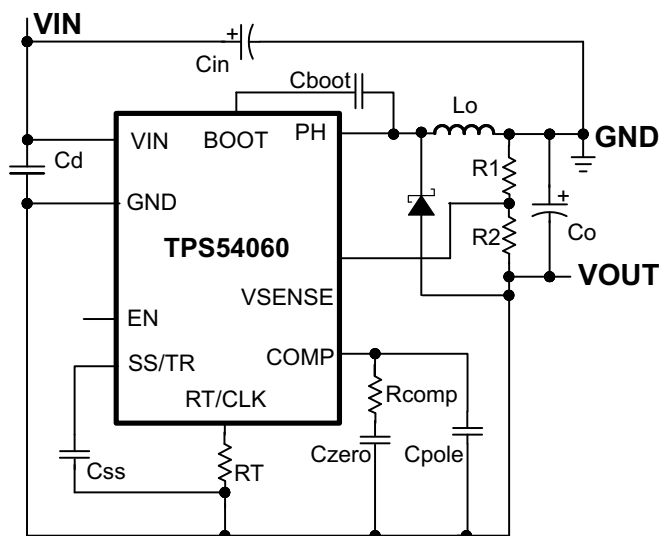 VIN
Cin
+
Cboot
Lo
VIN
BOOT
PH
GND
Cd
R1
GND
+
TPS54060
R2
Co
VOUT
VSENSE
EN
COMP
SS/TR
Rcomp
RT/CLK
Czero
Cpole
Css
RT